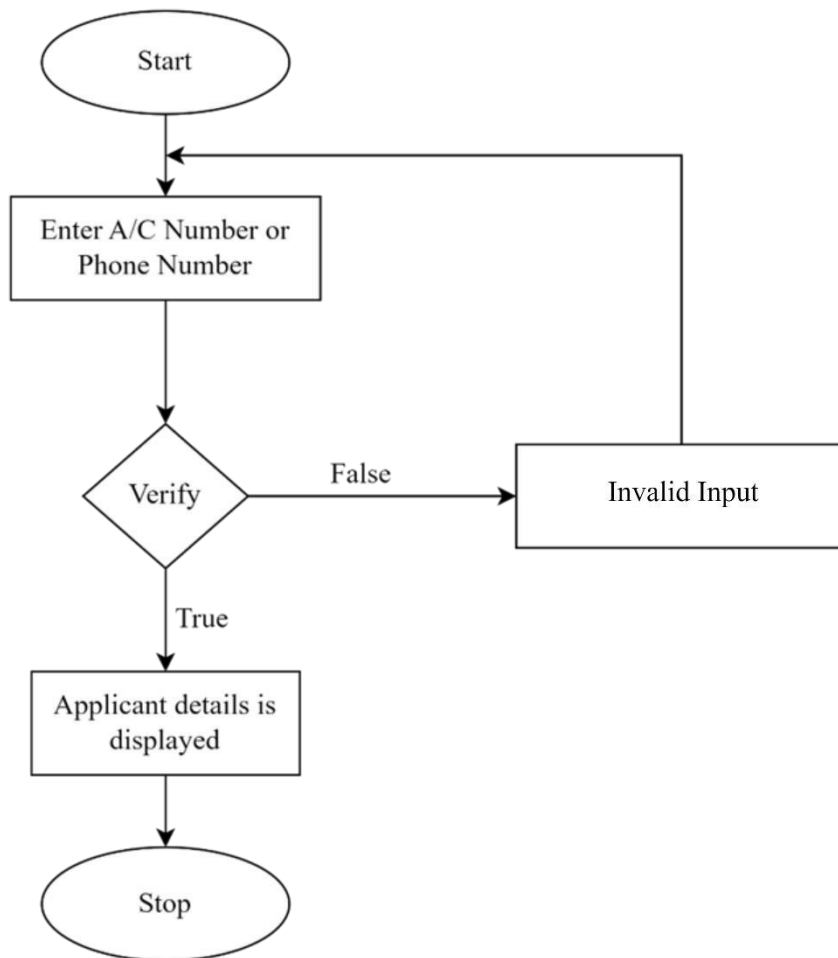 Start
Enter A/C Number or
Phone Number
Verify
False
Invalid Input
True
Applicant details is
displayed
Stop